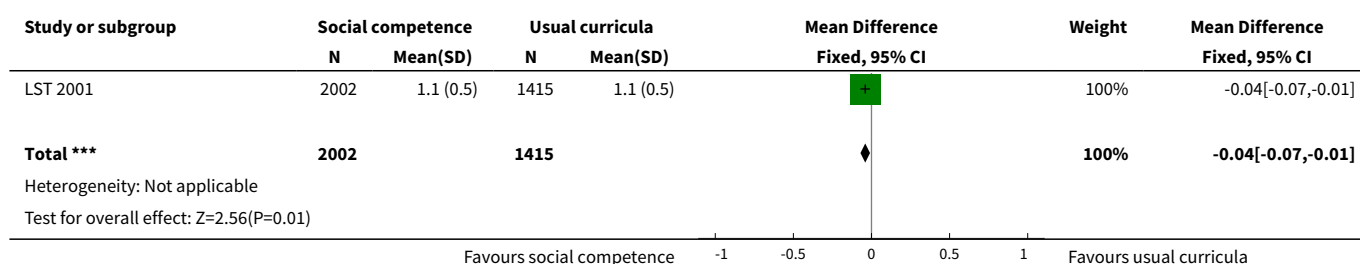 Study or subgroup Social competence Usual curricula Mean Difference Weight Mean Difference
N Mean(SD) N Mean(SD) Fixed, 95% CI Fixed, 95% CI
LST 2001 2002 1.1 (0.5) 1415 1.1 (0.5) 100% -0.04[-0.07,-0.01]
Total *** 2002 1415 100% -0.04[-0.07,-0.01]
Heterogeneity: Not applicable
Test for overall effect: Z=2.56(P=0.01)
Favours social competence -1 -0.5 0 0.5 1 Favours usual curricula